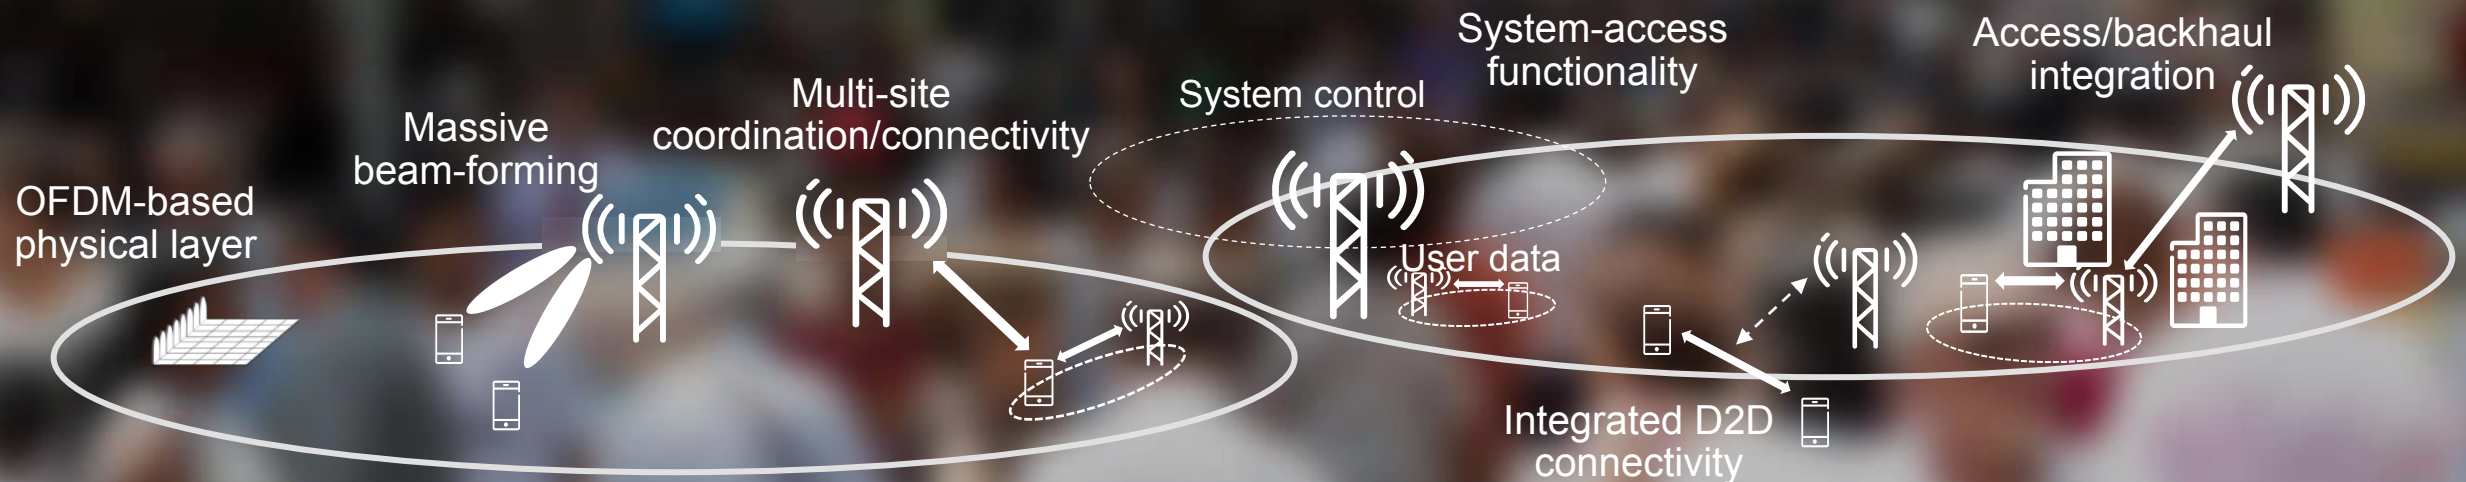 OFDM-based
physical layer
Massive
beam-forming
Multi-site
coordination/connectivity
System control
User data
System-access
functionality
Integrated D2D
connectivity
Access/backhaul
integration